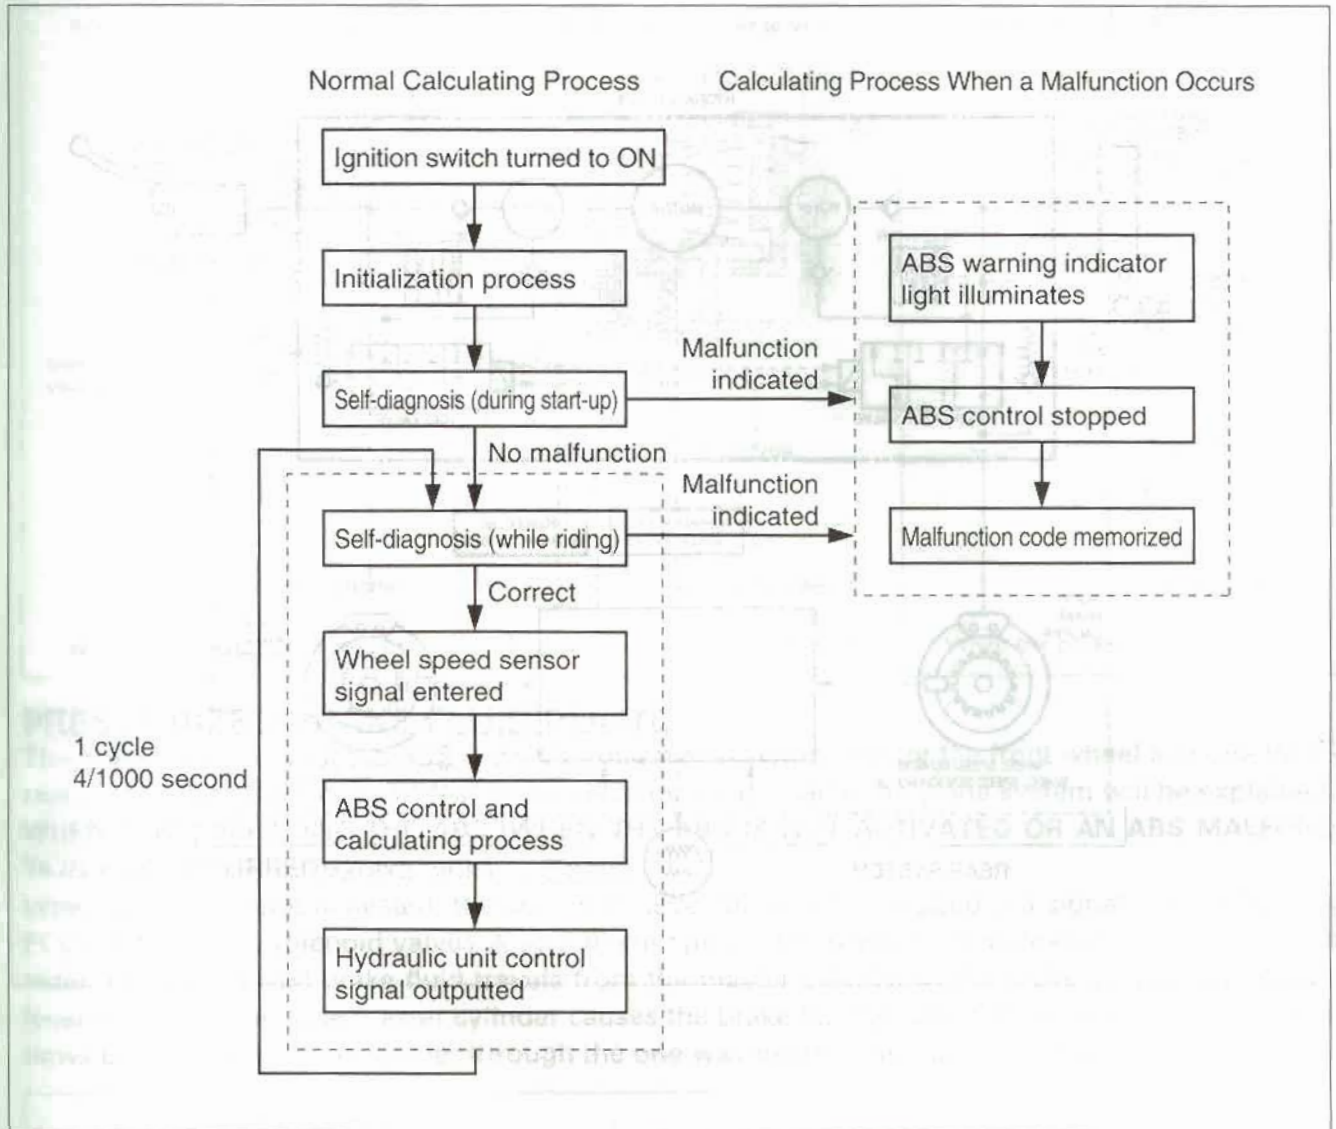 Normal Calculating Process
Calculating Process When a Malfunction Occurs
Ignition switch turned to ON
Initialization process
Self-diagnosis (during start-up)
Malfunction
indicated
No malfunction
Self-diagnosis (while riding)
Malfunction
indicated
Correct
Wheel speed sensor
signal entered
1 cycle
4/1000 second
ABS control and
calculating process
Hydraulic unit control
signal outputted
ABS warning indicator
light illuminates
ABS control stopped
Malfunction code memorized